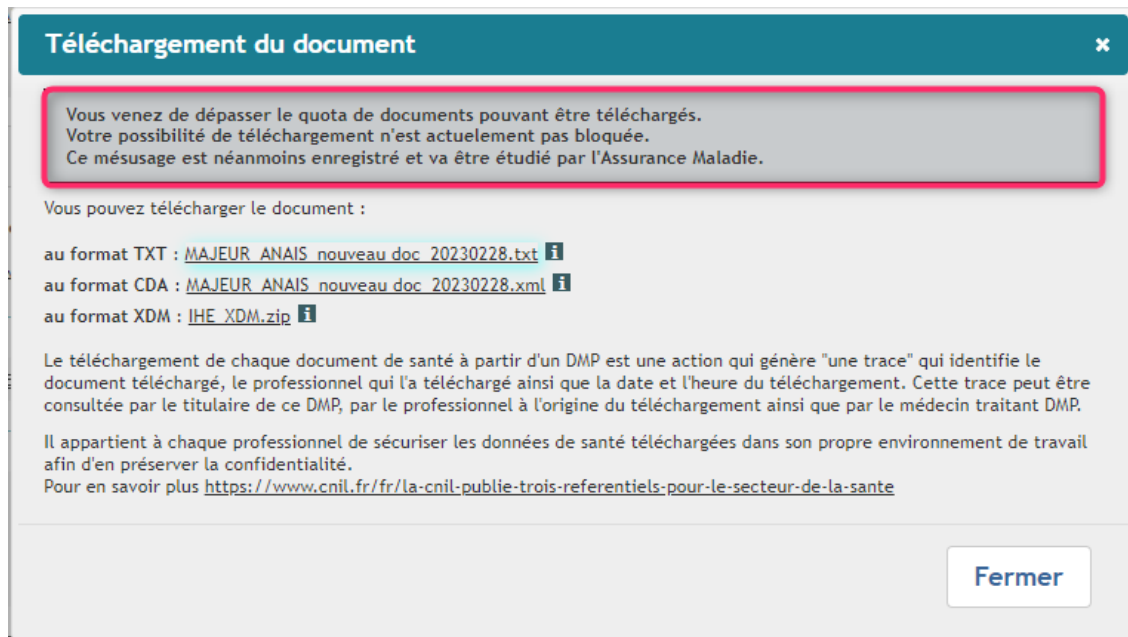 Téléchargement du document
Vous venez de dépasser le quota de documents pouvant être téléchargés.
Votre possibilité de téléchargement n'est actuelement pas bloquée.
Ce mésusage est néanmoins enregistré et va être étudié par l'Assurance Maladie.
Vous pouvez télécharger le document :
au format TXT : MAJEUR_ANAIS_nouveau doc_20230228.txt i
au format CDA : MAJEUR_ANAIS_nouveau doc_20230228.xml i
au format XDM : IHE_XDM.zip i
Le téléchargement de chaque document de santé à partir d'un DMP est une action qui génère "une trace" qui identifie le
document téléchargé, le professionnel qui l'a téléchargé ainsi que la date et l'heure du téléchargement. Cette trace peut être
consultée par le titulaire de ce DMP, par le professionnel à l'origine du téléchargement ainsi que par le médecin traitant DMP.
Il appartient à chaque professionnel de sécuriser les données de santé téléchargées dans son propre environnement de travail
afin d'en préserver la confidentialité.
Pour en savoir plus https://www.cnil.fr/fr/la-cnil-publie-trois-referentiels-pour-le-secteur-de-la-sante
Fermer